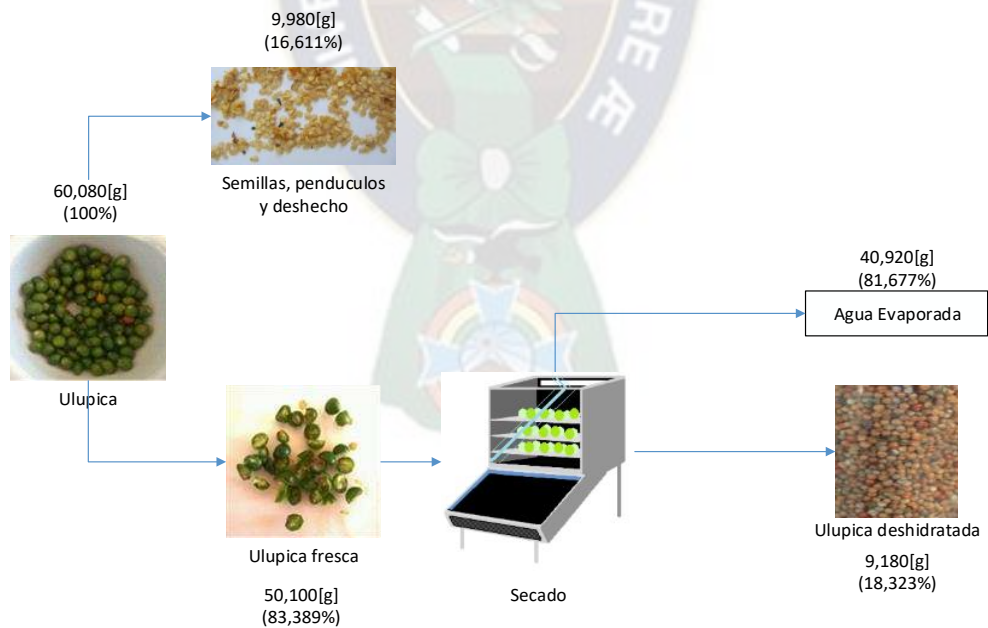 9,980[g]
(16,611%)
Semillas, penduculos
y deshecho
60,080[g]
(100%)
Ulupica
40,920[g]
(81,677%)
Agua Evaporada
Ulupica fresca
50,100[g]
(83,389%)
Secado
Ulupica deshidratada
9,180[g]
(18,323%)